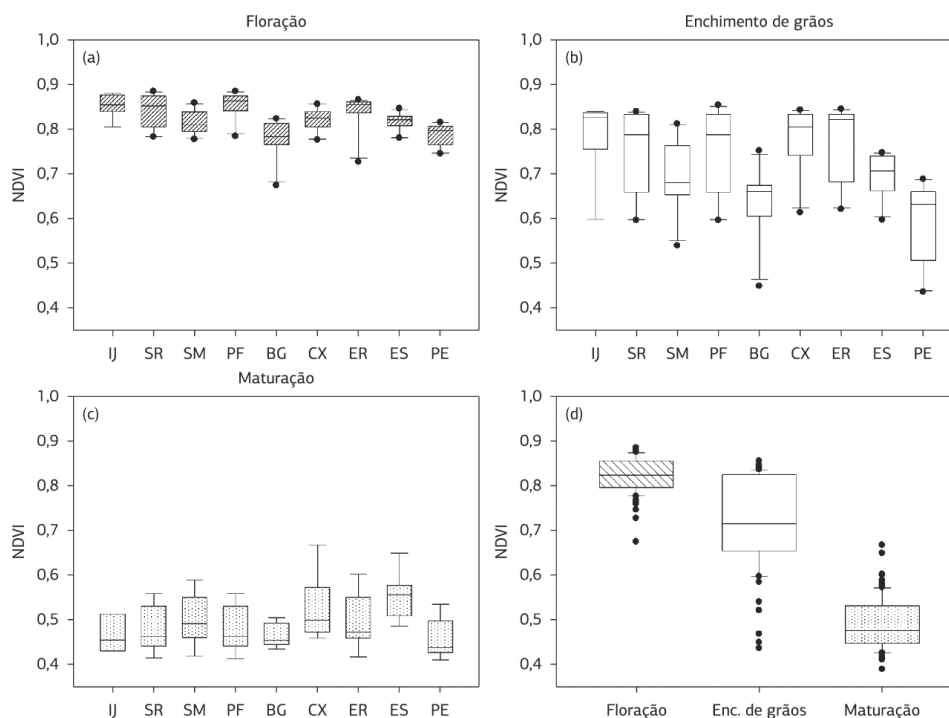 Floração
(a)
NDVI
1,0
0,9
0,8
0,7
0,6
0,5
0,4
IJ SR SM PF BG CX ER ES PE
Enchimento de grãos
(b)
NDVI
1,0
0,9
0,8
0,7
0,6
0,5
0,4
IJ SR SM PF BG CX ER ES PE
Maturação
(c)
NDVI
1,0
0,9
0,8
0,7
0,6
0,5
0,4
IJ SR SM PF BG CX ER ES PE
(d)
NDVI
1,0
0,9
0,8
0,7
0,6
0,5
0,4
Floração Enc. de grãos Maturação